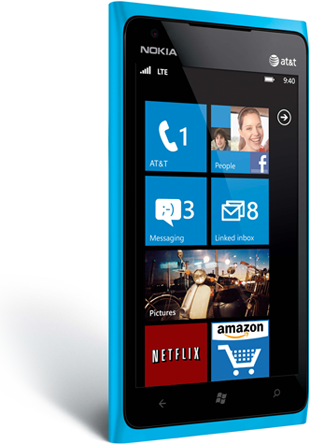 NOKIA
at&t
LTE
9:40
1
AT&T
People
f
;-)
3
Messaging
8
Linked inbox
Pictures
NETFLIX
amazon